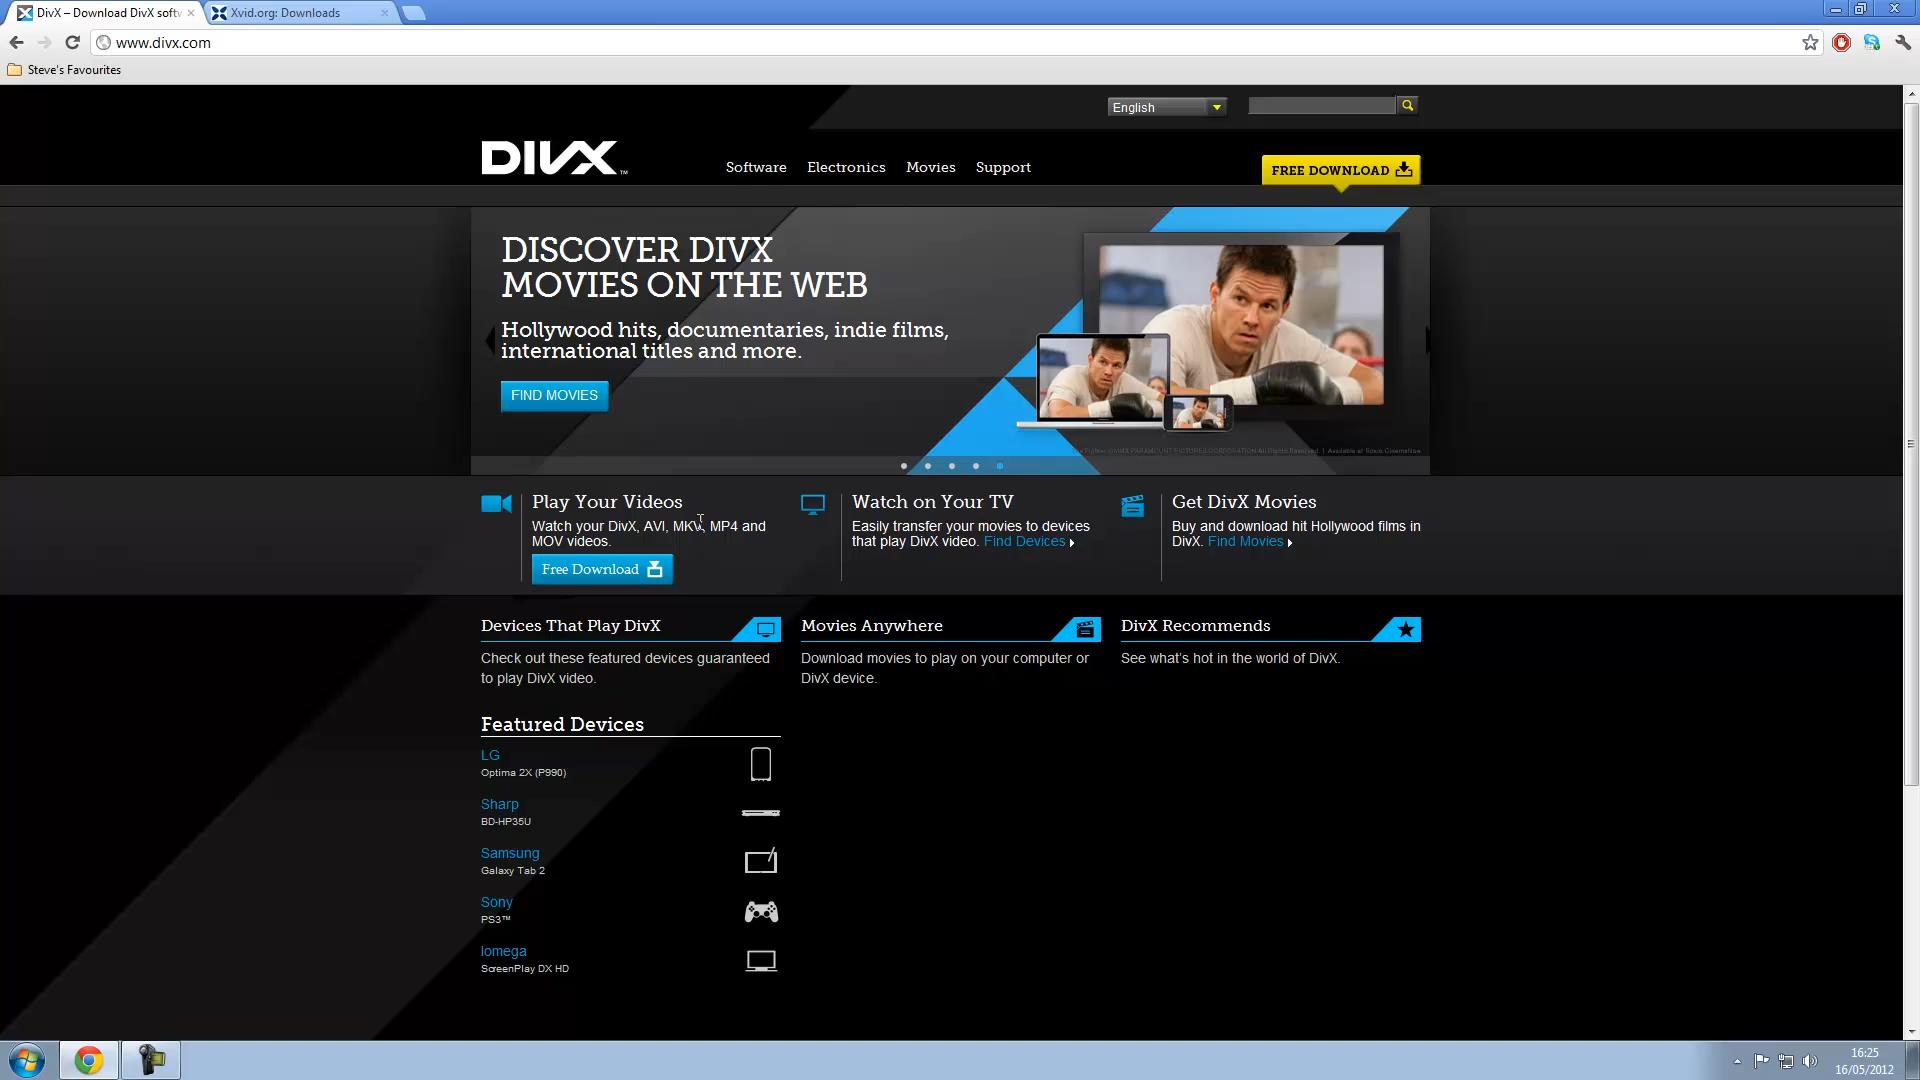 DivX – Download DivX softw
Xvid.org: Downloads
www.divx.com
Steve's Favourites
English
DIVX™
Software
Electronics
Movies
Support
FREE DOWNLOAD
DISCOVER DIVX
MOVIES ON THE WEB
Hollywood hits, documentaries, indie films,
international titles and more.
FIND MOVIES
Play Your Videos
Watch your DivX, AVI, MKV, MP4 and
MOV videos.
Free Download
Watch on Your TV
Easily transfer your movies to devices
that play DivX video. Find Devices
Get DivX Movies
Buy and download hit Hollywood films in
DivX. Find Movies
Devices That Play DivX
Check out these featured devices guaranteed
to play DivX video.
Movies Anywhere
Download movies to play on your computer or
DivX device.
DivX Recommends
See what's hot in the world of DivX.
Featured Devices
LG
Optima 2X (P990)
Sharp
BD-HP35U
Samsung
Galaxy Tab 2
Sony
PS3™
Iomega
ScreenPlay DX HD
16:25
16/05/2012